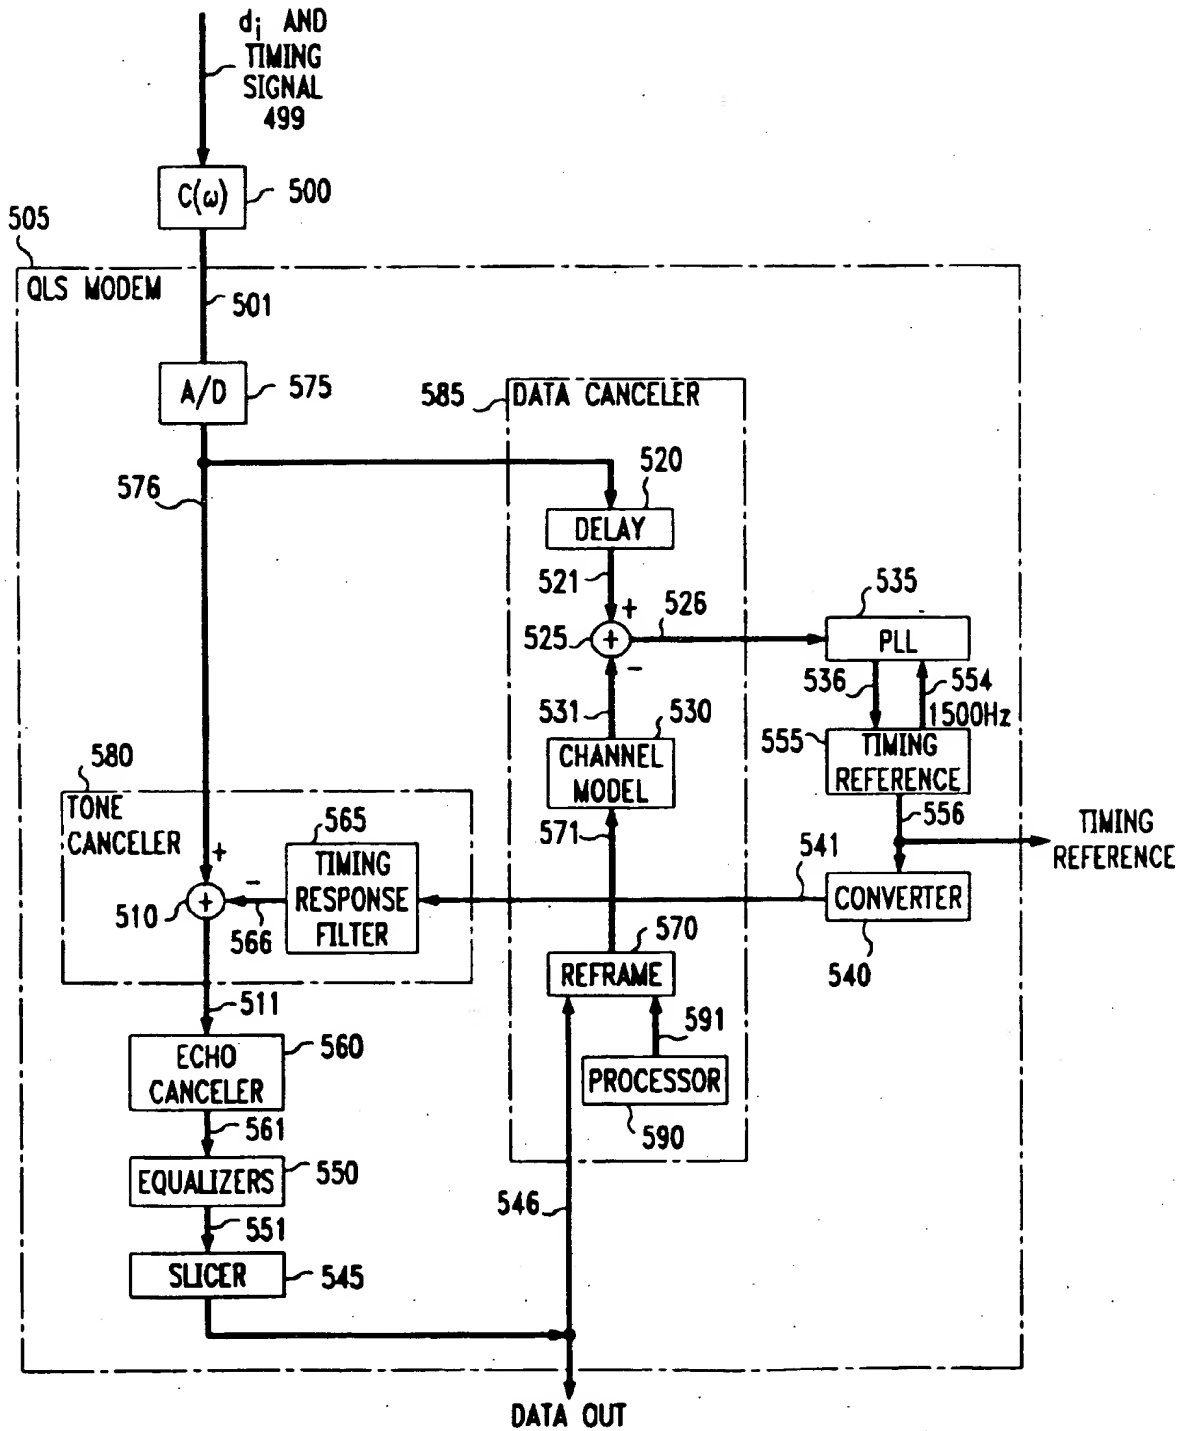 d_i AND
TIMING
SIGNAL
499
C(ω)
500
505
QLS MODEM
501
A/D
575
585
DATA CANCELER
520
576
DELAY
521
+
526
535
525
+
PLL
−
536
554
1500Hz
531
530
555
TIMING
REFERENCE
CHANNEL
MODEL
580
TONE
CANCELER
565
571
556
TIMING
REFERENCE
+
TIMING
RESPONSE
FILTER
541
−
CONVERTER
510
+
566
570
540
REFRAME
511
591
ECHO
CANCELER
560
PROCESSOR
561
590
EQUALIZERS
550
546
551
SLICER
545
DATA OUT